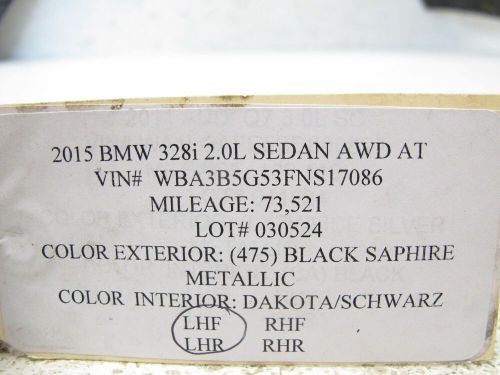 2015 BMW 328i 2.0L SEDAN AWD AT
VIN# WBA3B5G53FNS17086
MILEAGE: 73,521
LOT# 030524
COLOR EXTERIOR: (475) BLACK SAPHIRE
METALLIC
COLOR INTERIOR: DAKOTA/SCHWARZ
LHF RHF
LHR RHR